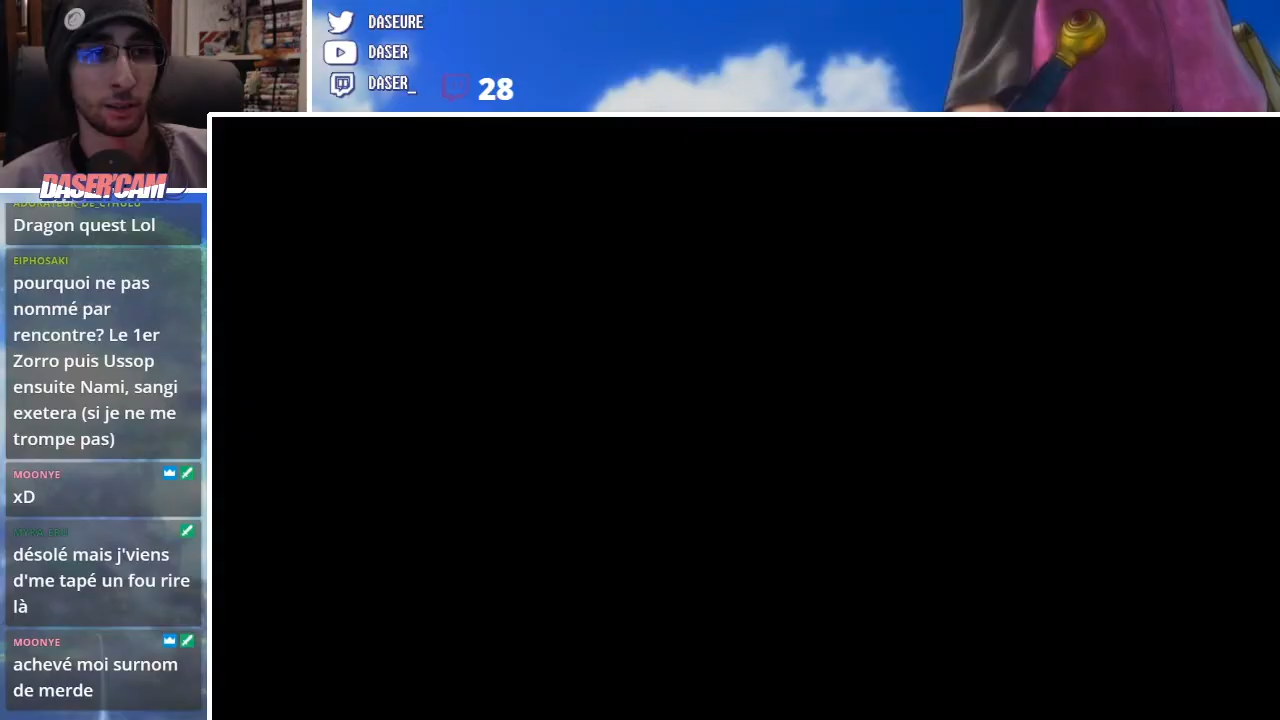 DASEURE
DASER
DASER_
28
DASER'CAM
ADORATEUR_DE_CTHULU
Dragon quest Lol
EIPHOSAKI
pourquoi ne pas
nommé par
rencontre? Le 1er
Zorro puis Ussop
ensuite Nami, sangi
exetera (si je ne me
trompe pas)
MOONYE
xD
désolé mais j'viens
d'me tapé un fou rire
là
MOONYE
achevé moi surnom
de merde